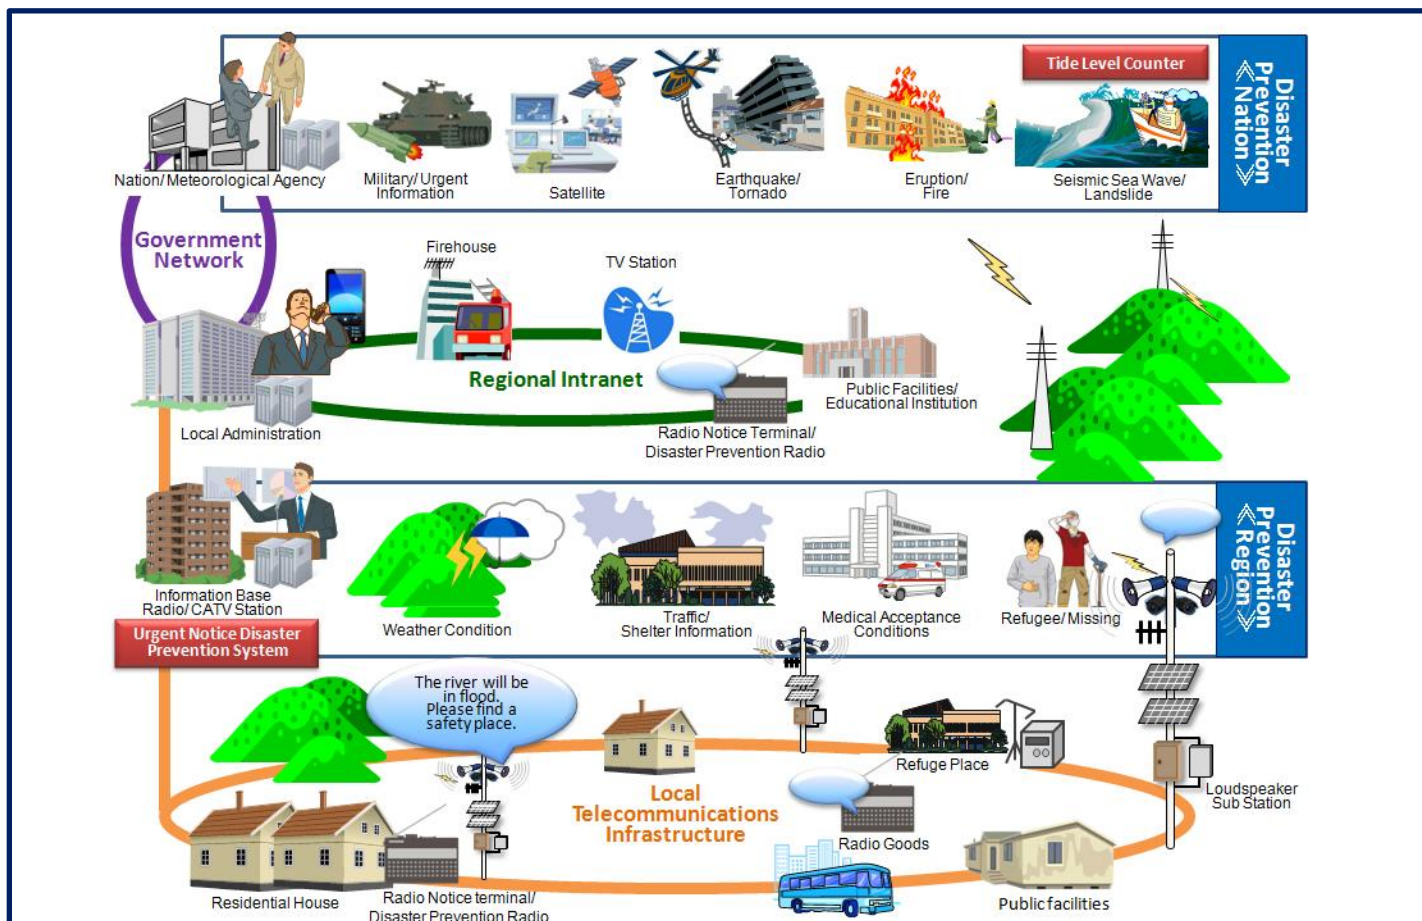 Tide Level Counter
Disaster
Prevention
≪Nation≫
Nation/ Meteorological Agency
Military/ Urgent
Information
Satellite
Earthquake/
Tornado
Eruption/
Fire
Seismic Sea Wave/
Landslide
Government
Network
Firehouse
TV Station
Regional Intranet
Public Facilities/
Educational Institution
Local Administration
Radio Notice Terminal/
Disaster Prevention Radio
Disaster
Prevention
≪Region≫
Information Base
Radio/ CATV Station
Weather Condition
Traffic/
Shelter Information
Medical Acceptance
Conditions
Refugee/ Missing
Urgent Notice Disaster
Prevention System
The river will be
in flood.
Please find a
safety place.
Refuge Place
Loudspeaker
Sub Station
Local
Telecommunications
Infrastructure
Radio Goods
Residential House
Radio Notice terminal/
Disaster Prevention Radio
Public facilities